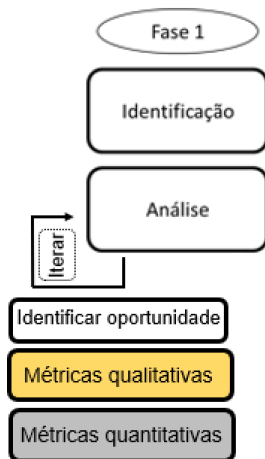 Fase 1
Identificação
Análise
Iterar
Identificar oportunidade
Métricas qualitativas
Métricas quantitativas